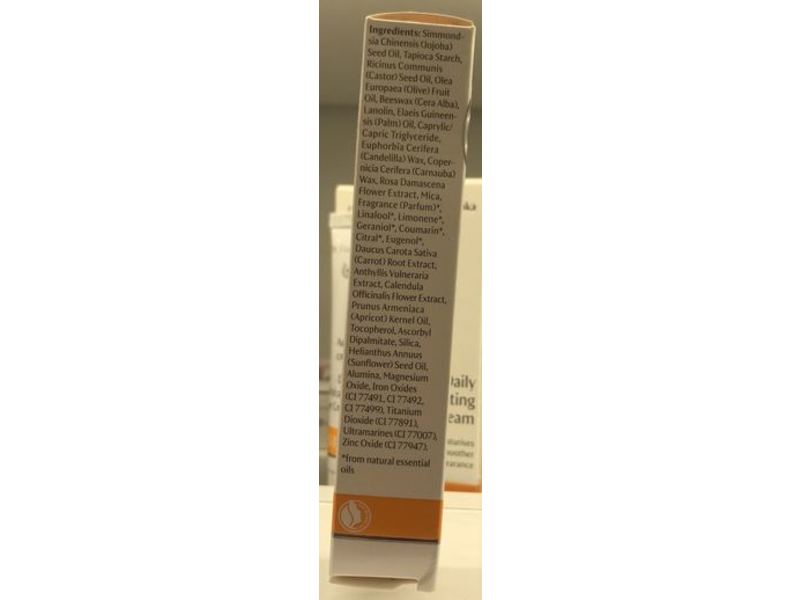 Ingredients: Simmond-
sia Chinensis (Jojoba)
Seed Oil, Tapioca Starch,
Ricinus Communis
(Castor) Seed Oil, Olea
Europaea (Olive) Fruit
Oil, Beeswax (Cera Alba),
Lanolin, Elaeis Guineen-
sis (Palm) Oil, Caprylic/
Capric Triglyceride,
Euphorbia Cerifera
(Candelilla) Wax, Coper-
nicia Cerifera (Carnauba)
Wax, Rosa Damascena
Flower Extract, Mica,
Fragrance (Parfum)*,
Linalool*, Limonene*,
Geraniol*, Coumarin*,
Citral*, Eugenol*,
Daucus Carota Sativa
(Carrot) Root Extract,
Anthyllis Vulneraria
Extract, Calendula
Officinalis Flower Extract,
Prunus Armeniaca
(Apricot) Kernel Oil,
Tocopherol, Ascorbyl
Dipalmitate, Silica,
Helianthus Annuus
(Sunflower) Seed Oil,
Alumina, Magnesium
Oxide, Iron Oxides
(CI 77491, CI 77492,
CI 77499), Titanium
Dioxide (CI 77891),
Ultramarines (CI 77007),
Zinc Oxide (CI 77947).
*from natural essential
oils
Daily
ting
eam